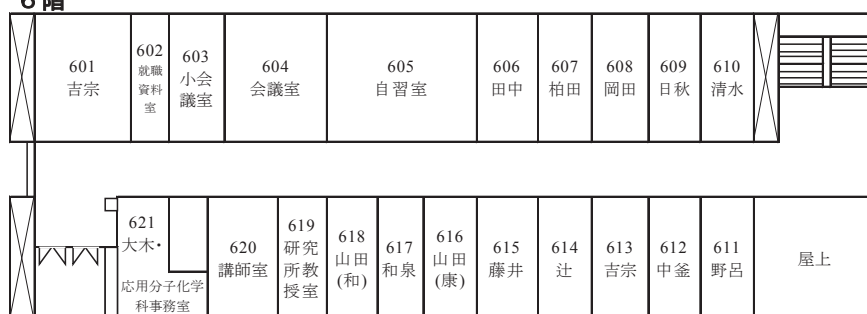 6階
601
吉宗
602
就職
資料
室
603
小会
議室
604
会議室
605
自習室
606
田中
607
柏田
608
岡田
609
日秋
610
清水
621
大木・
応用分子化学
科事務室
620
講師室
619
研究
所教
授室
618
山田
(和)
617
和泉
616
山田
(康)
615
藤井
614
辻
613
吉宗
612
中釜
611
野呂
屋上